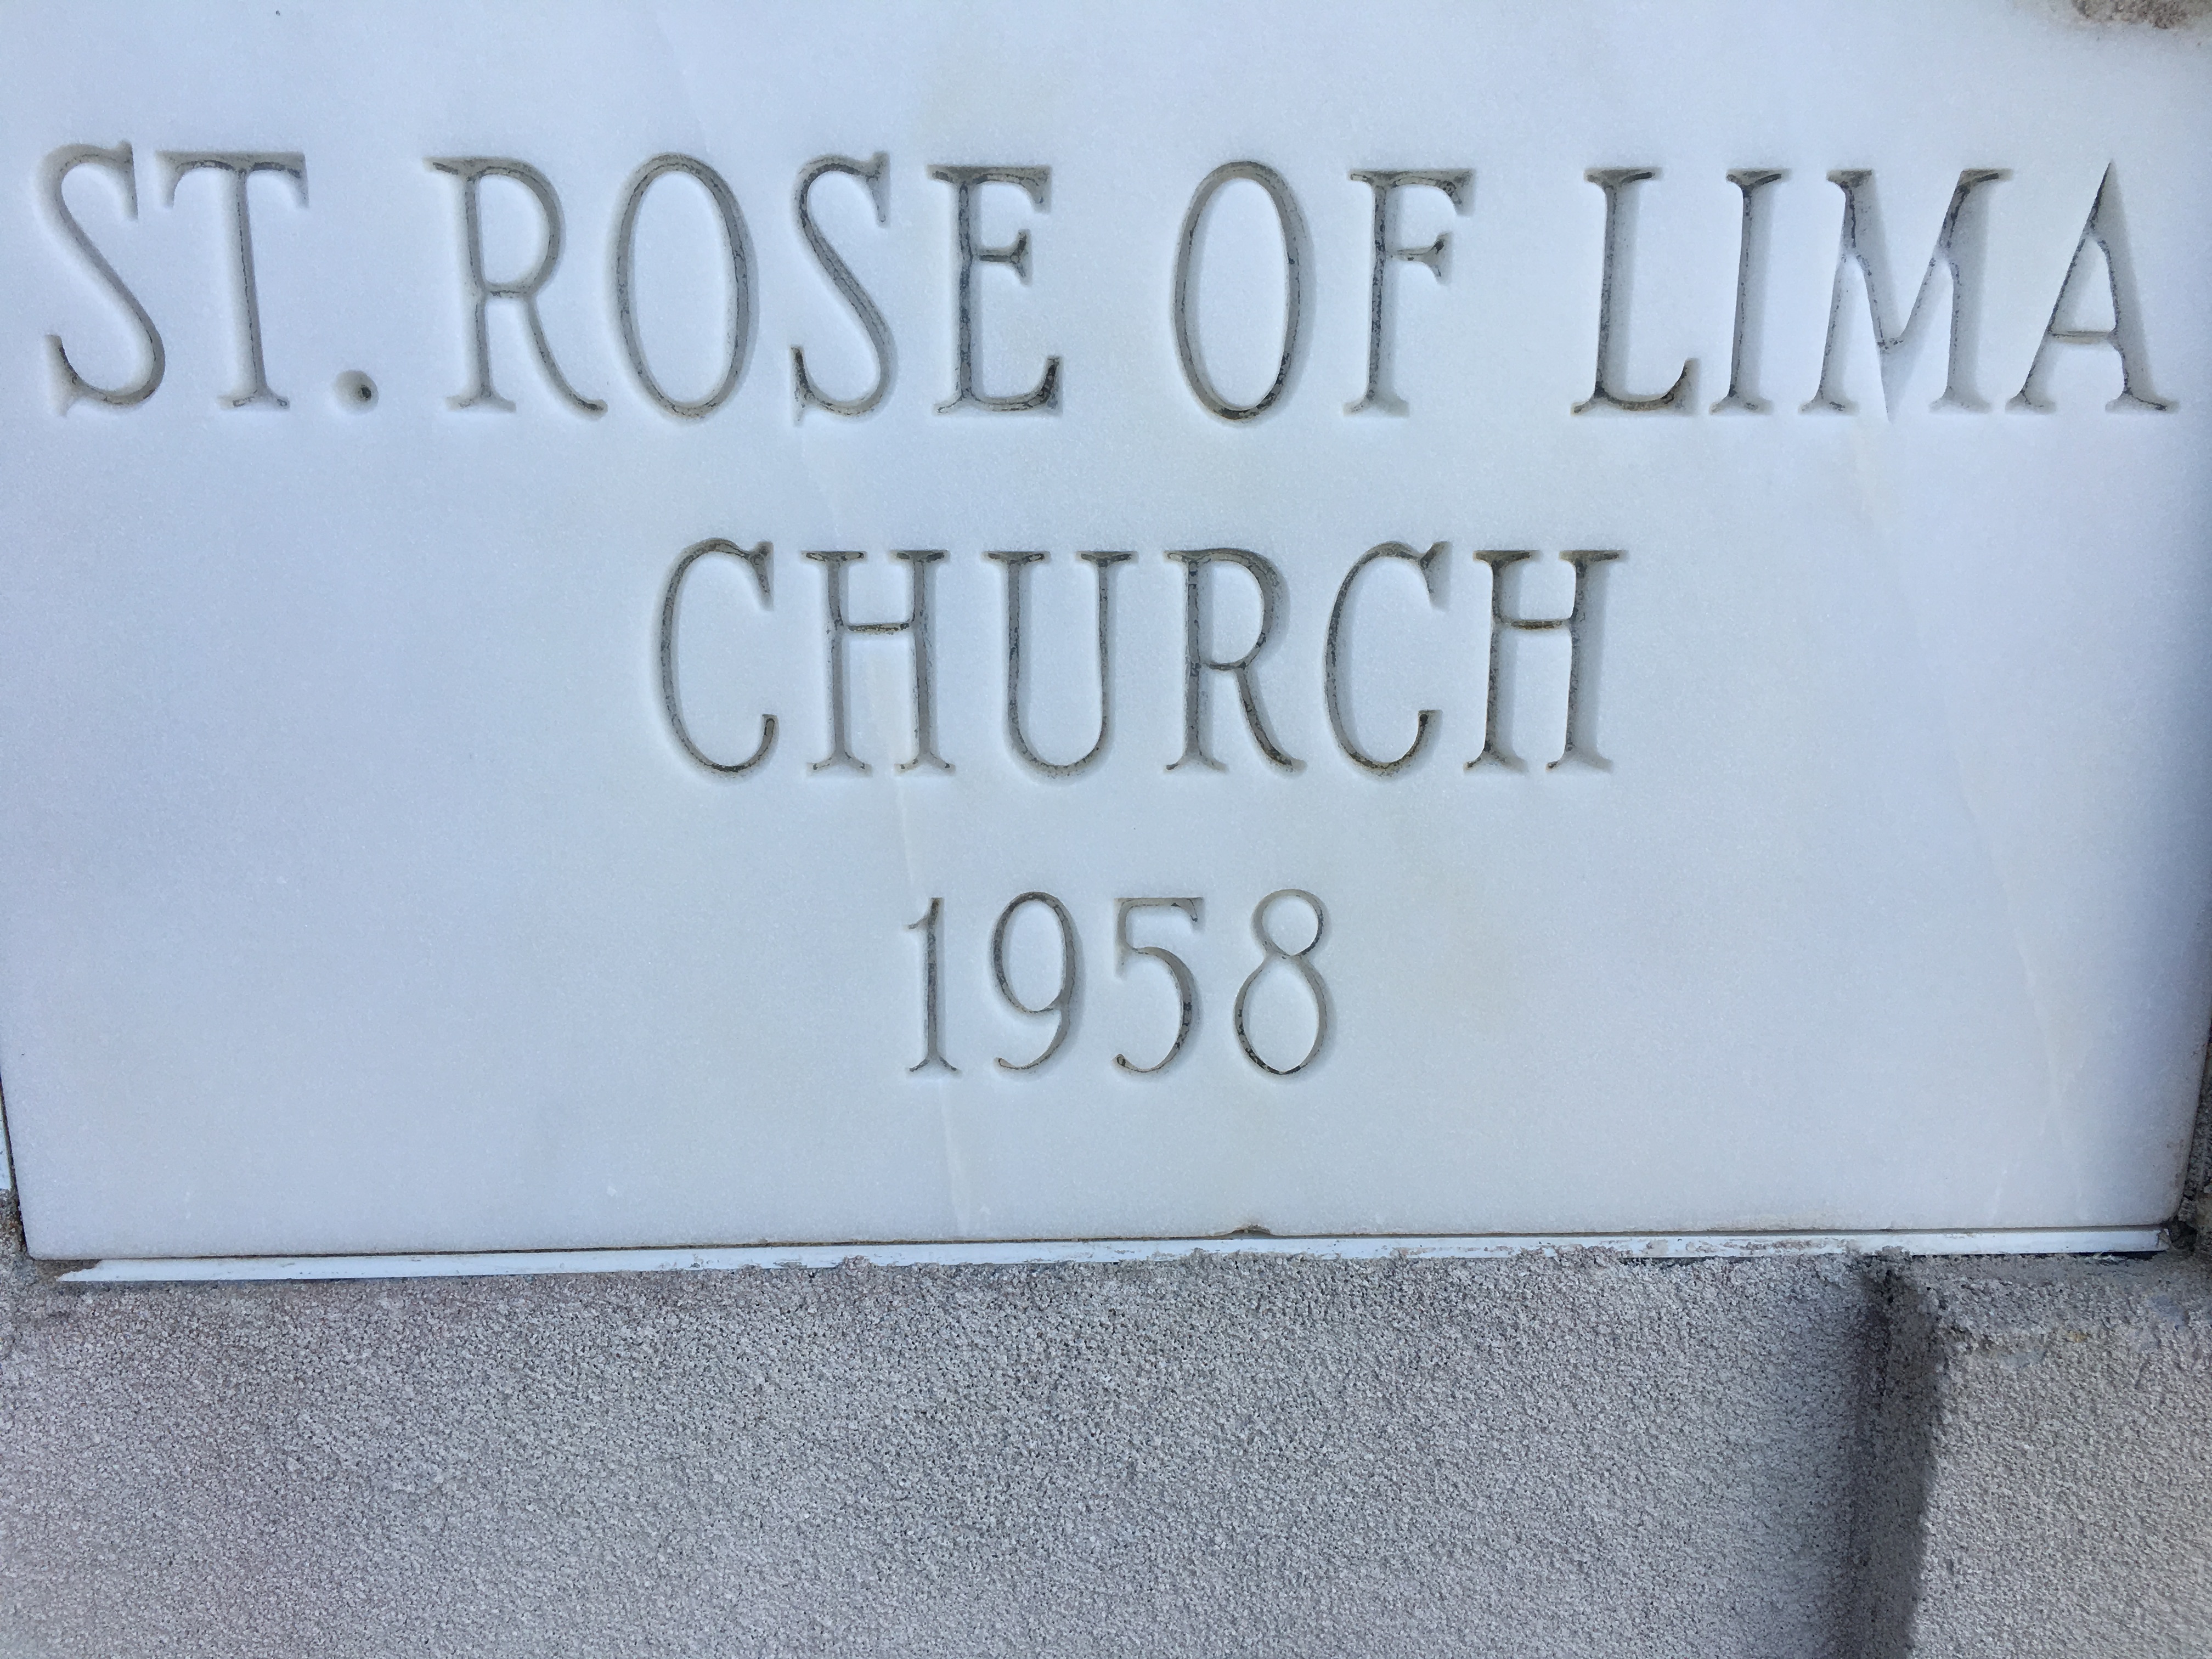 ST. ROSE OF LIMA
CHURCH
1958